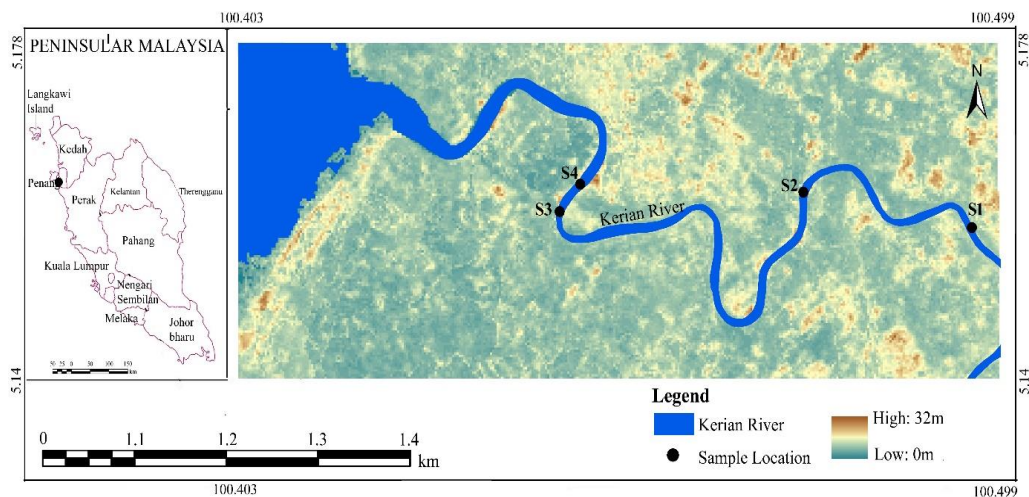 100.403
100.499
5.178
PENINSULAR MALAYSIA
5.178
N
Langkawi
Island
Kedah
Penang
Perak
Kelantan
Therengganu
Pahang
Kuala Lumpur
Nengari
Sembilan
Melaka
Johor
bharu
km
S4
S3
Kerian River
S2
S1
5.14
5.14
Legend
Kerian River
Sample Location
High: 32m
Low: 0m
0
1.1
1.2
1.3
1.4
km
100.403
100.499